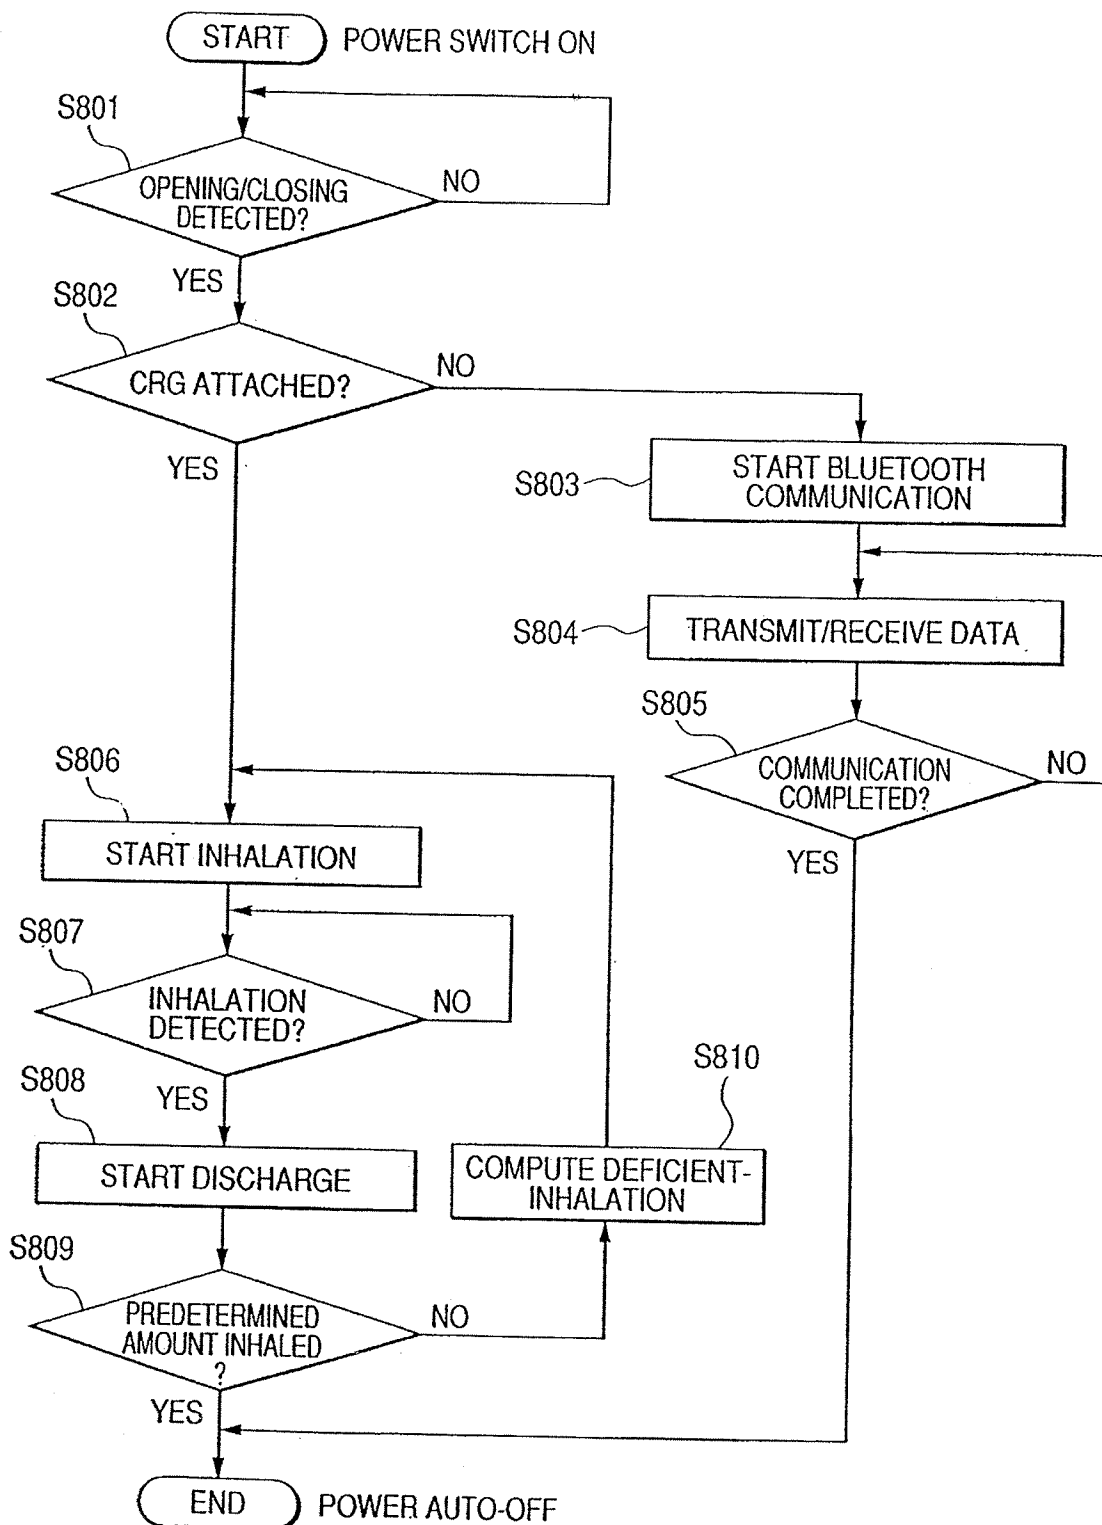 START POWER SWITCH ON
S801
OPENING/CLOSING
DETECTED?
NO
YES
S802
CRG ATTACHED?
NO
YES
S803
START BLUETOOTH
COMMUNICATION
S804
TRANSMIT/RECEIVE DATA
S805
COMMUNICATION
COMPLETED?
NO
YES
S806
START INHALATION
S807
INHALATION
DETECTED?
NO
YES
S808
START DISCHARGE
S810
COMPUTE DEFICIENT-
INHALATION
S809
PREDETERMINED
AMOUNT INHALED
?
NO
YES
END POWER AUTO-OFF